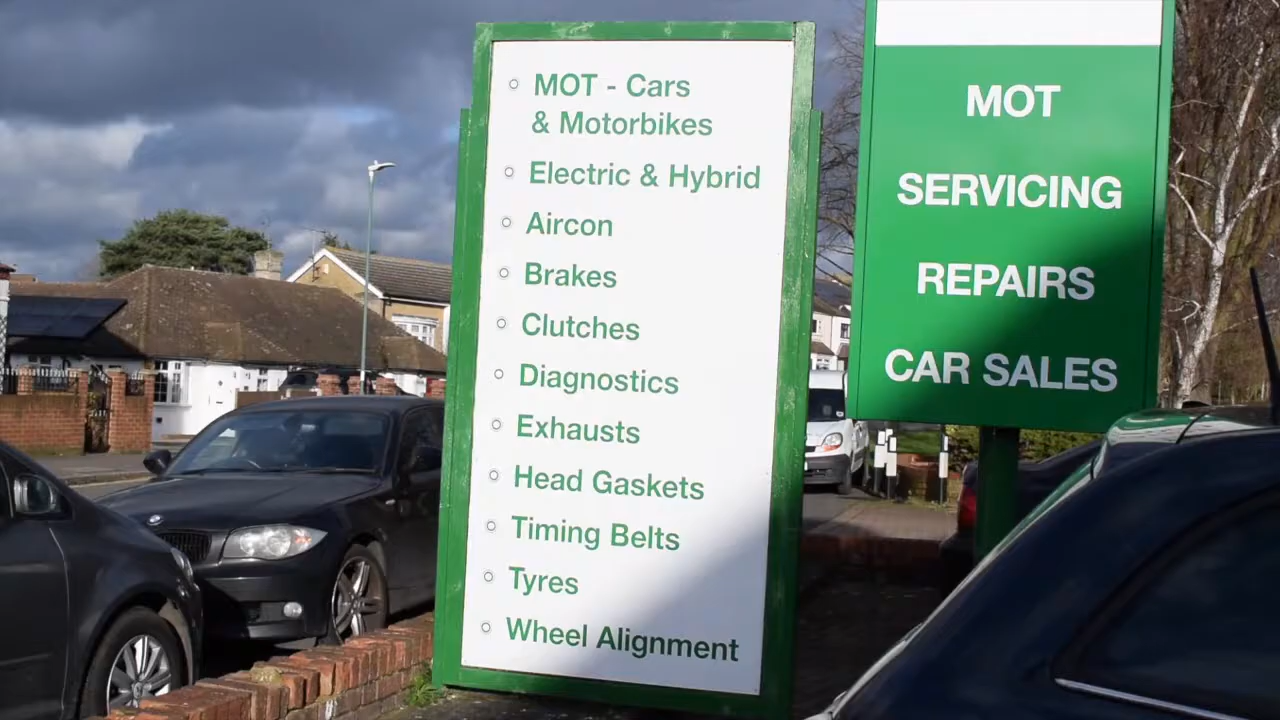 MOT - Cars
& Motorbikes
Electric & Hybrid
Aircon
Brakes
Clutches
Diagnostics
Exhausts
Head Gaskets
Timing Belts
Tyres
Wheel Alignment
MOT
SERVICING
REPAIRS
CAR SALES